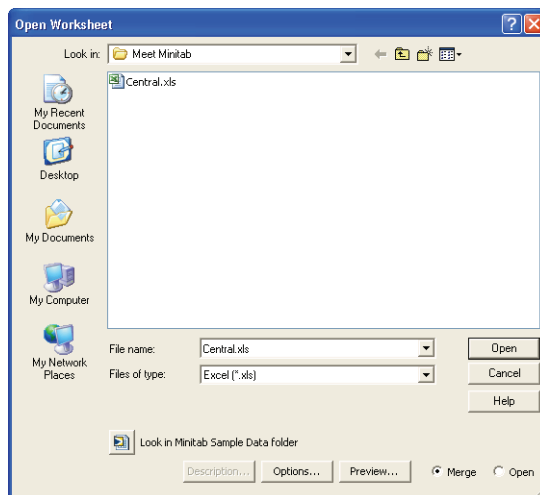 Open Worksheet
Look in: Meet Minitab
Central.xls
My Recent
Documents
Desktop
My Documents
My Computer
My Network
Places
File name: Central.xls Open
Files of type: Excel (*.xls) Cancel
Help
Look in Minitab Sample Data folder
Description... Options... Preview... Merge Open